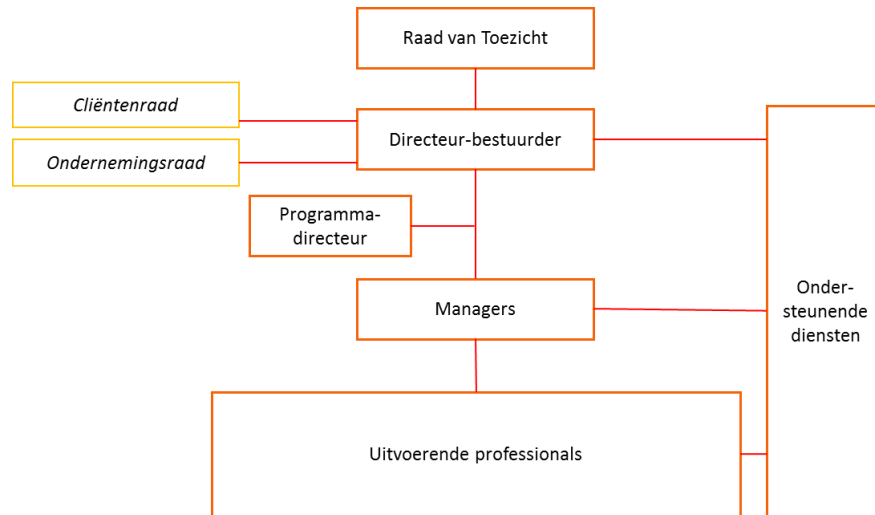 Raad van Toezicht
Cliëntenraad
Directeur-bestuurder
Ondernemingsraad
Programma-
directeur
Managers
Onder-
steunende
diensten
Uitvoerende professionals